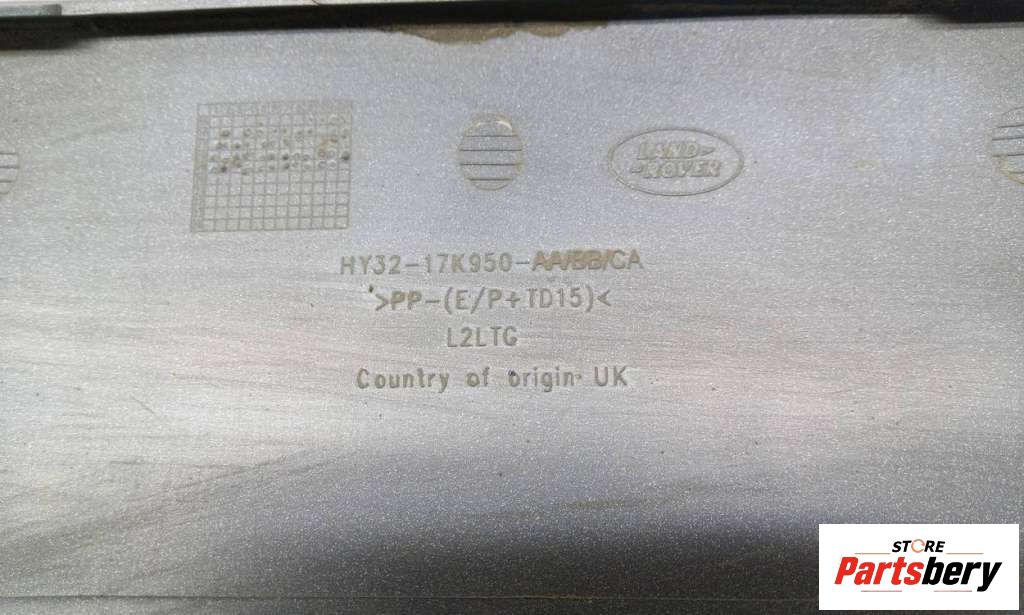 LAND-
-ROVER
HY32-17K950-AA/BB/CA
>PP-(E/P+TD15)<
L2LTG
Country of origin UK
STORE
Partsbery